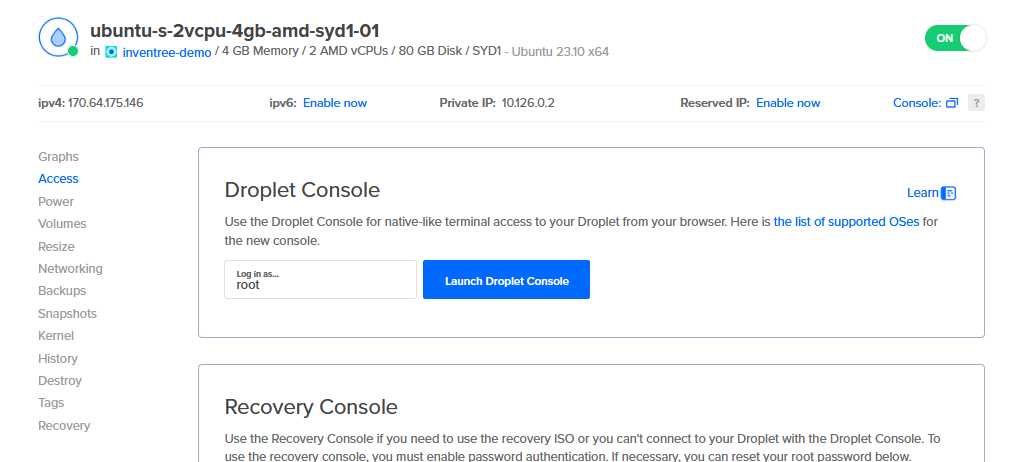 ubuntu-s-2vcpu-4gb-amd-syd1-01
in inventree-demo / 4 GB Memory / 2 AMD vCPUs / 80 GB Disk / SYD1 - Ubuntu 23.10 x64
ON
ipv4: 170.64.175.146 ipv6: Enable now Private IP: 10.126.0.2 Reserved IP: Enable now Console: ?
Graphs
Access
Power
Volumes
Resize
Networking
Backups
Snapshots
Kernel
History
Destroy
Tags
Recovery
Droplet Console
Learn
Use the Droplet Console for native-like terminal access to your Droplet from your browser. Here is the list of supported OSes for
the new console.
Log in as...
root
Launch Droplet Console
Recovery Console
Use the Recovery Console if you need to use the recovery ISO or you can't connect to your Droplet with the Droplet Console. To
use the recovery console, you must enable password authentication. If necessary, you can reset your root password below.